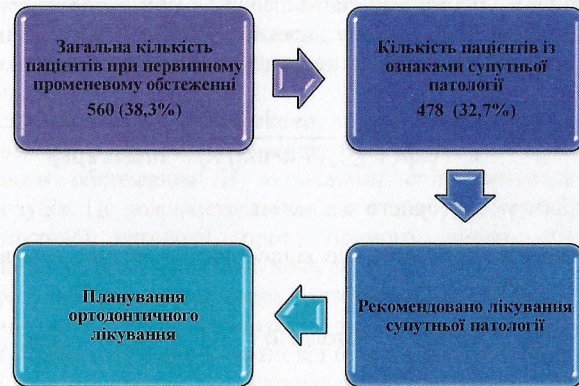 Загальна кількість
пацієнтів при первинному
променевому обстеженні
560 (38,3%)
Кількість пацієнтів із
ознаками супутньої
патології
478 (32,7%)
Рекомендовано лікування
супутньої патології
Планування
ортодонтичного
лікування